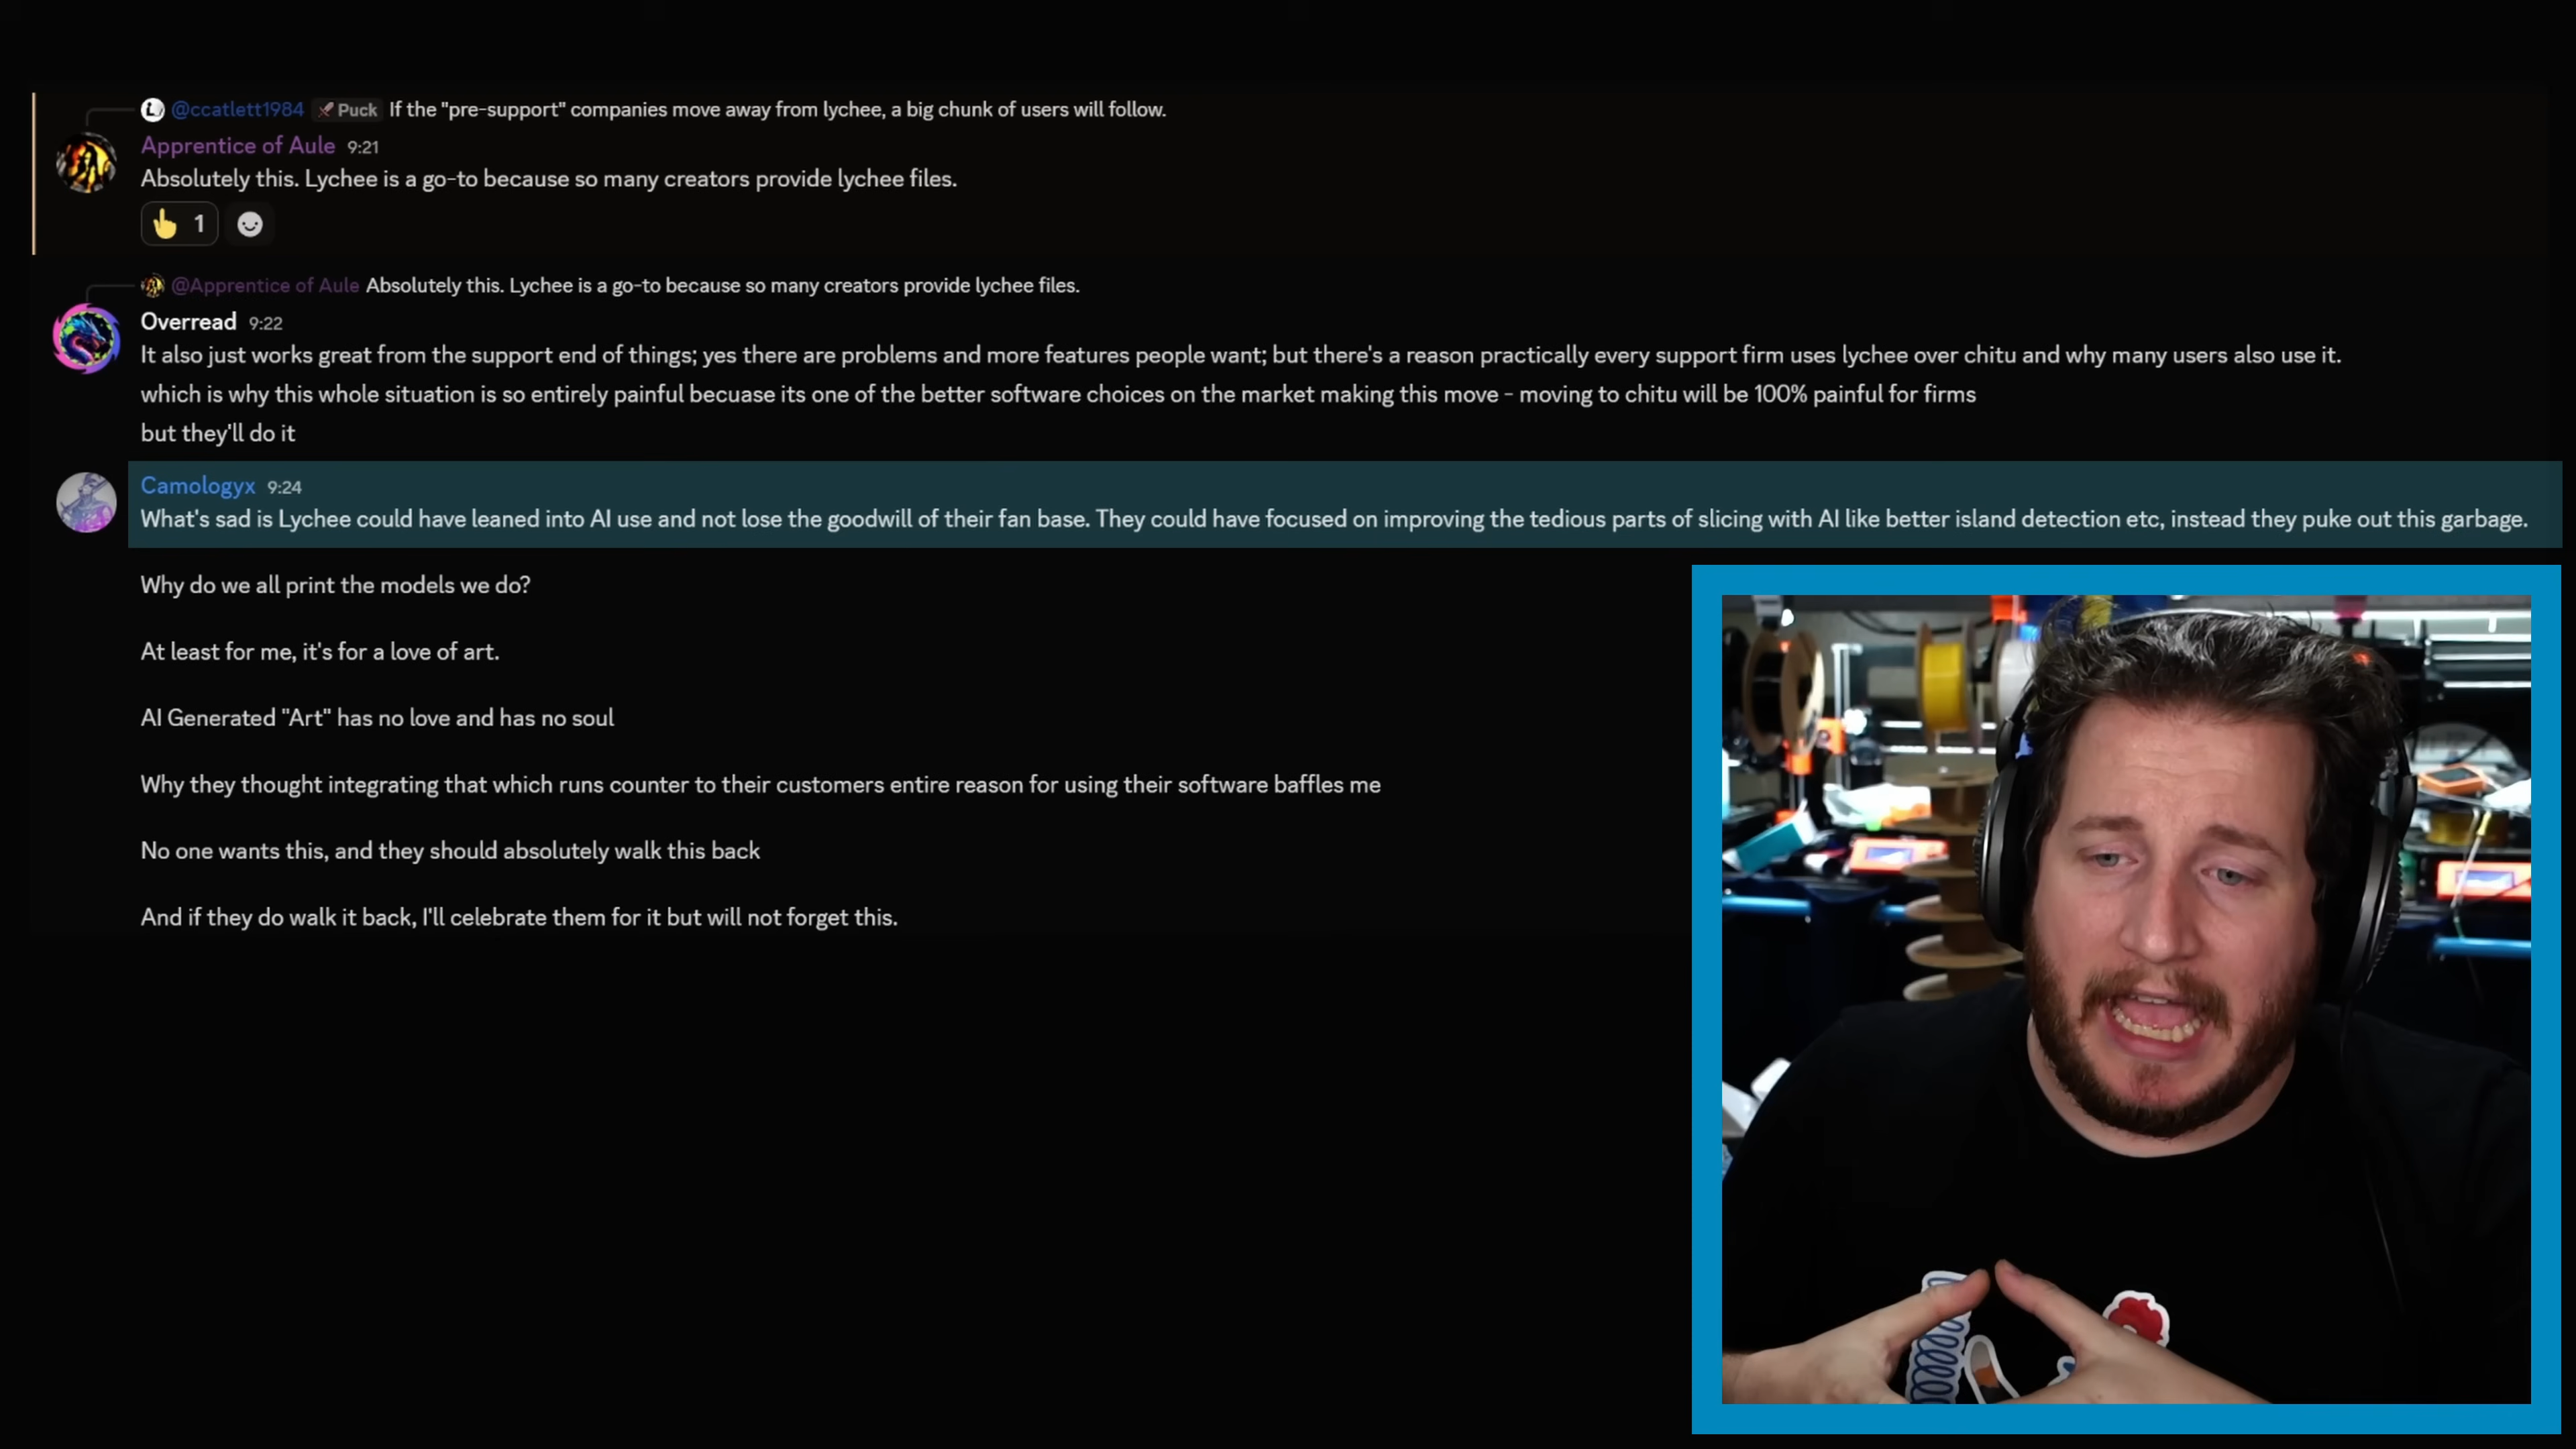 @ccatlett1984 Puck If the "pre-support" companies move away from lychee, a big chunk of users will follow.
Apprentice of Aule 9:21
Absolutely this. Lychee is a go-to because so many creators provide lychee files.
1
@Apprentice of Aule Absolutely this. Lychee is a go-to because so many creators provide lychee files.
Overread 9:22
It also just works great from the support end of things; yes there are problems and more features people want; but there's a reason practically every support firm uses lychee over chitu and why many users also use it.
which is why this whole situation is so entirely painful becuase its one of the better software choices on the market making this move - moving to chitu will be 100% painful for firms
but they'll do it
Camologyx 9:24
What's sad is Lychee could have leaned into AI use and not lose the goodwill of their fan base. They could have focused on improving the tedious parts of slicing with AI like better island detection etc, instead they puke out this garbage.
Why do we all print the models we do?
At least for me, it's for a love of art.
AI Generated "Art" has no love and has no soul
Why they thought integrating that which runs counter to their customers entire reason for using their software baffles me
No one wants this, and they should absolutely walk this back
And if they do walk it back, I'll celebrate them for it but will not forget this.